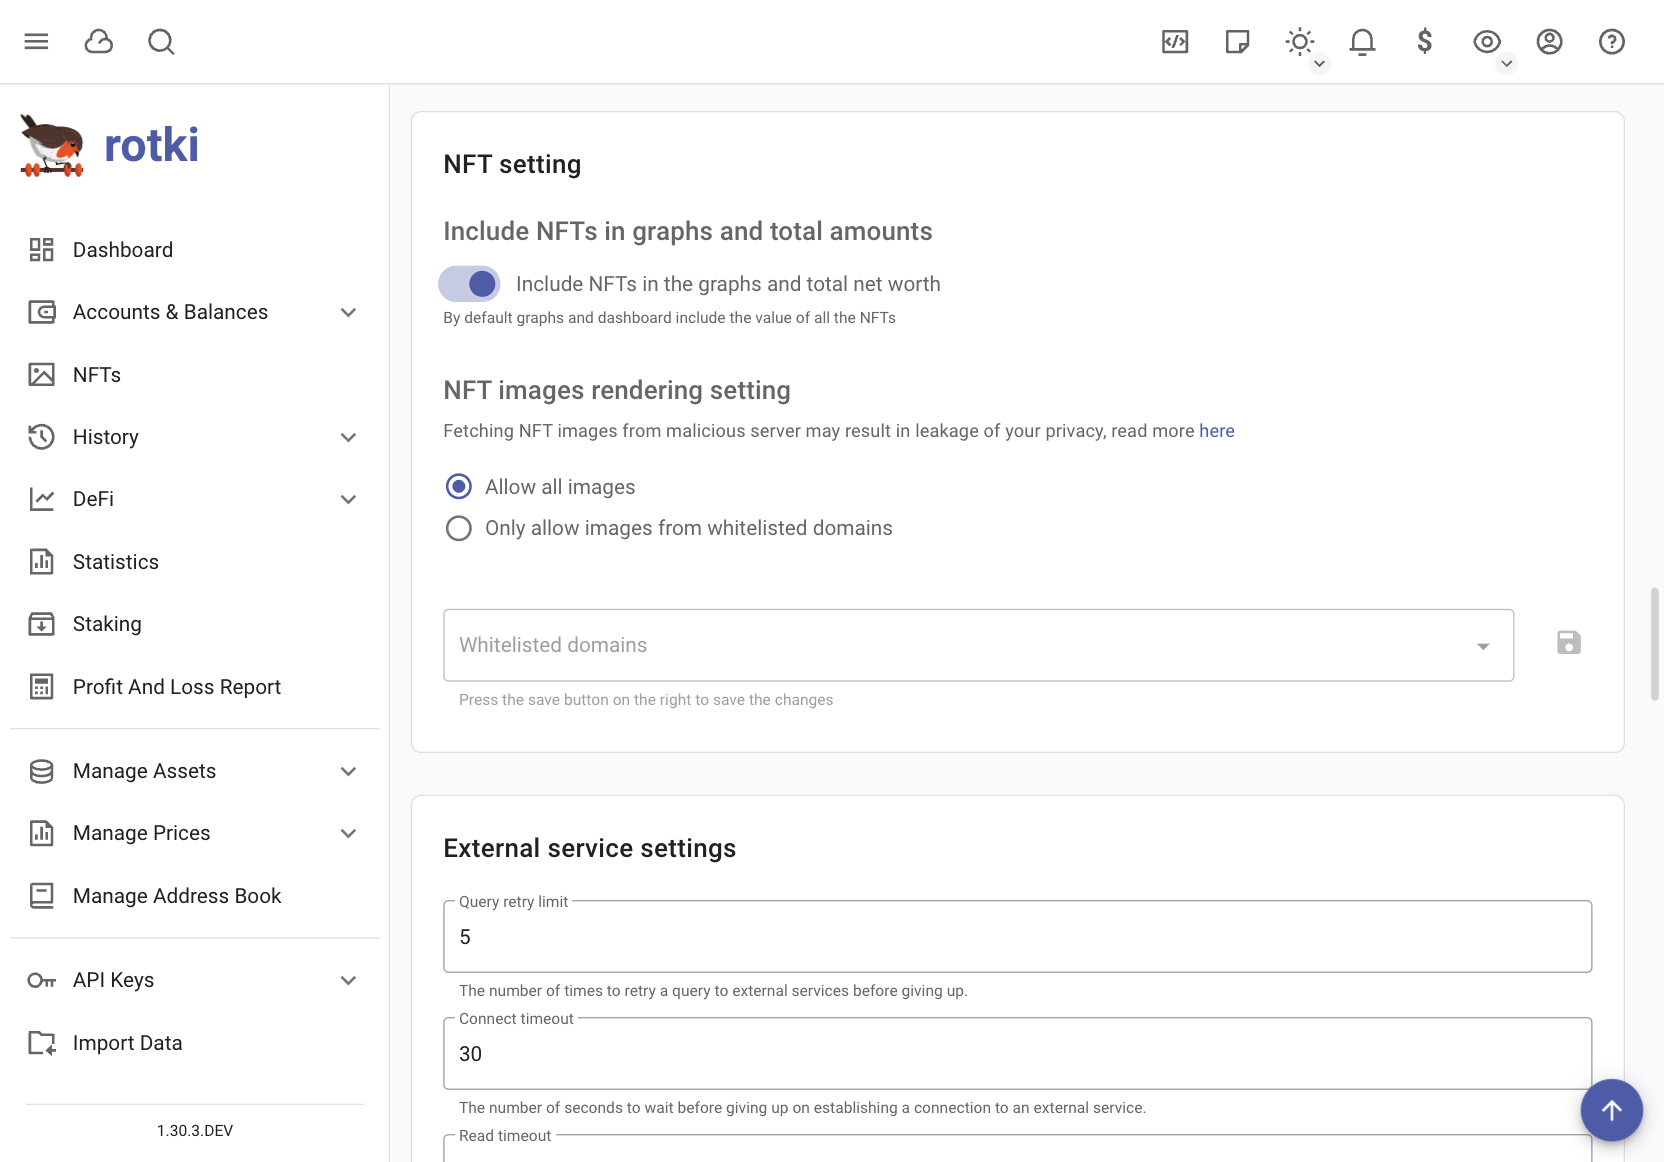 rotki
Dashboard
Accounts & Balances
NFTs
History
DeFi
Statistics
Staking
Profit And Loss Report
Manage Assets
Manage Prices
Manage Address Book
API Keys
Import Data
1.30.3.DEV
NFT setting
Include NFTs in graphs and total amounts
Include NFTs in the graphs and total net worth
By default graphs and dashboard include the value of all the NFTs
NFT images rendering setting
Fetching NFT images from malicious server may result in leakage of your privacy, read more here
Allow all images
Only allow images from whitelisted domains
Whitelisted domains
Press the save button on the right to save the changes
External service settings
Query retry limit
5
The number of times to retry a query to external services before giving up.
Connect timeout
30
The number of seconds to wait before giving up on establishing a connection to an external service.
Read timeout